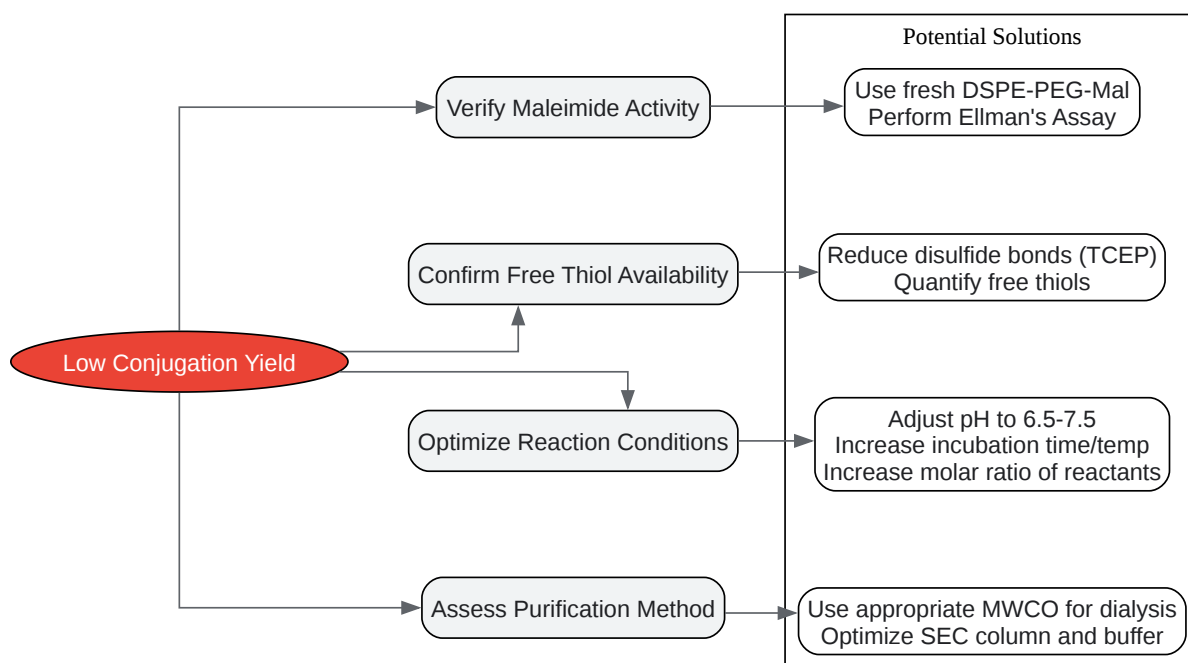 Potential Solutions
Verify Maleimide Activity
Use fresh DSPE-PEG-Mal
Perform Ellman's Assay
Confirm Free Thiol Availability
Reduce disulfide bonds (TCEP)
Quantify free thiols
Low Conjugation Yield
Optimize Reaction Conditions
Adjust pH to 6.5-7.5
Increase incubation time/temp
Increase molar ratio of reactants
Assess Purification Method
Use appropriate MWCO for dialysis
Optimize SEC column and buffer